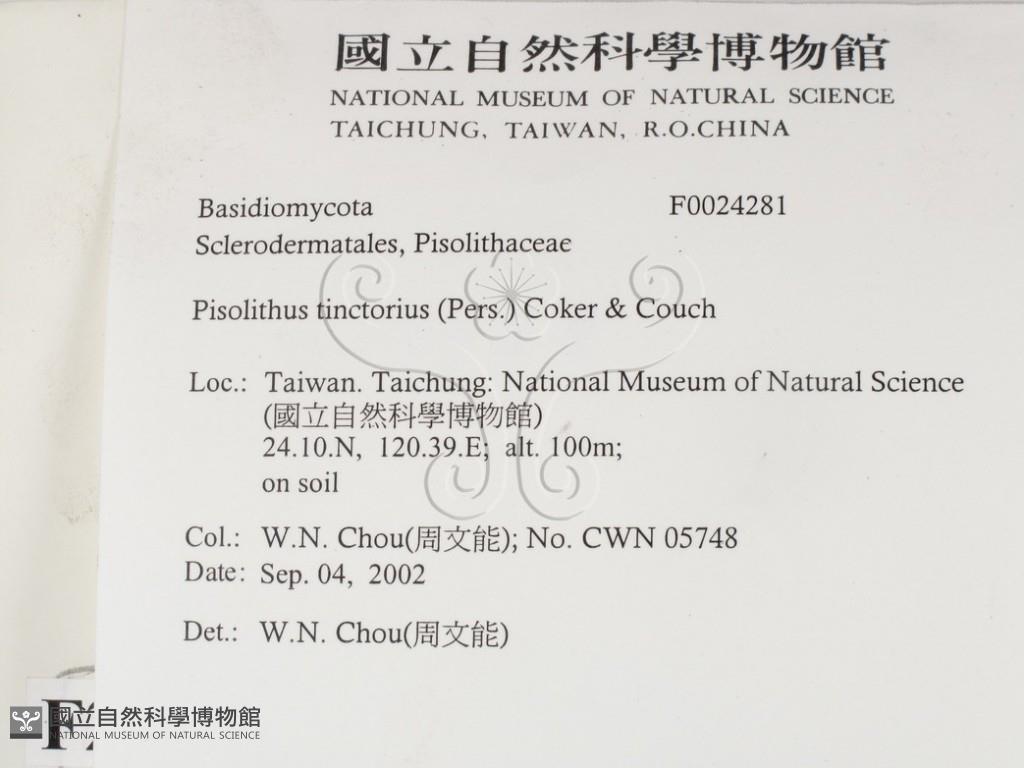 國立自然科學博物館
NATIONAL MUSEUM OF NATURAL SCIENCE
TAICHUNG, TAIWAN, R.O.CHINA
Basidiomycota F0024281
Sclerodermatales, Pisolithaceae
Pisolithus tinctorius (Pers.) Coker & Couch
Loc.: Taiwan. Taichung: National Museum of Natural Science
(國立自然科學博物館)
24.10.N, 120.39.E; alt. 100m;
on soil
Col.: W.N. Chou(周文能); No. CWN 05748
Date: Sep. 04, 2002
Det.: W.N. Chou(周文能)
國立自然科學博物館
NATIONAL MUSEUM OF NATURAL SCIENCE